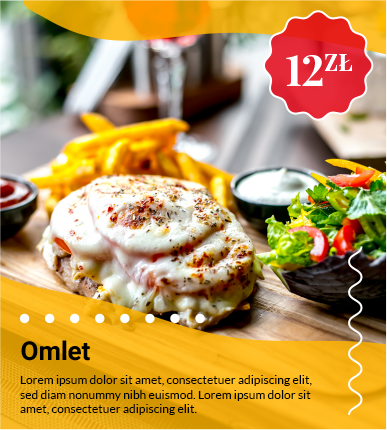 12ZŁ
Omlet
Lorem ipsum dolor sit amet, consectetuer adipiscing elit,
sed diam nonummy nibh euismod. Lorem ipsum dolor sit
amet, consectetuer adipiscing elit.